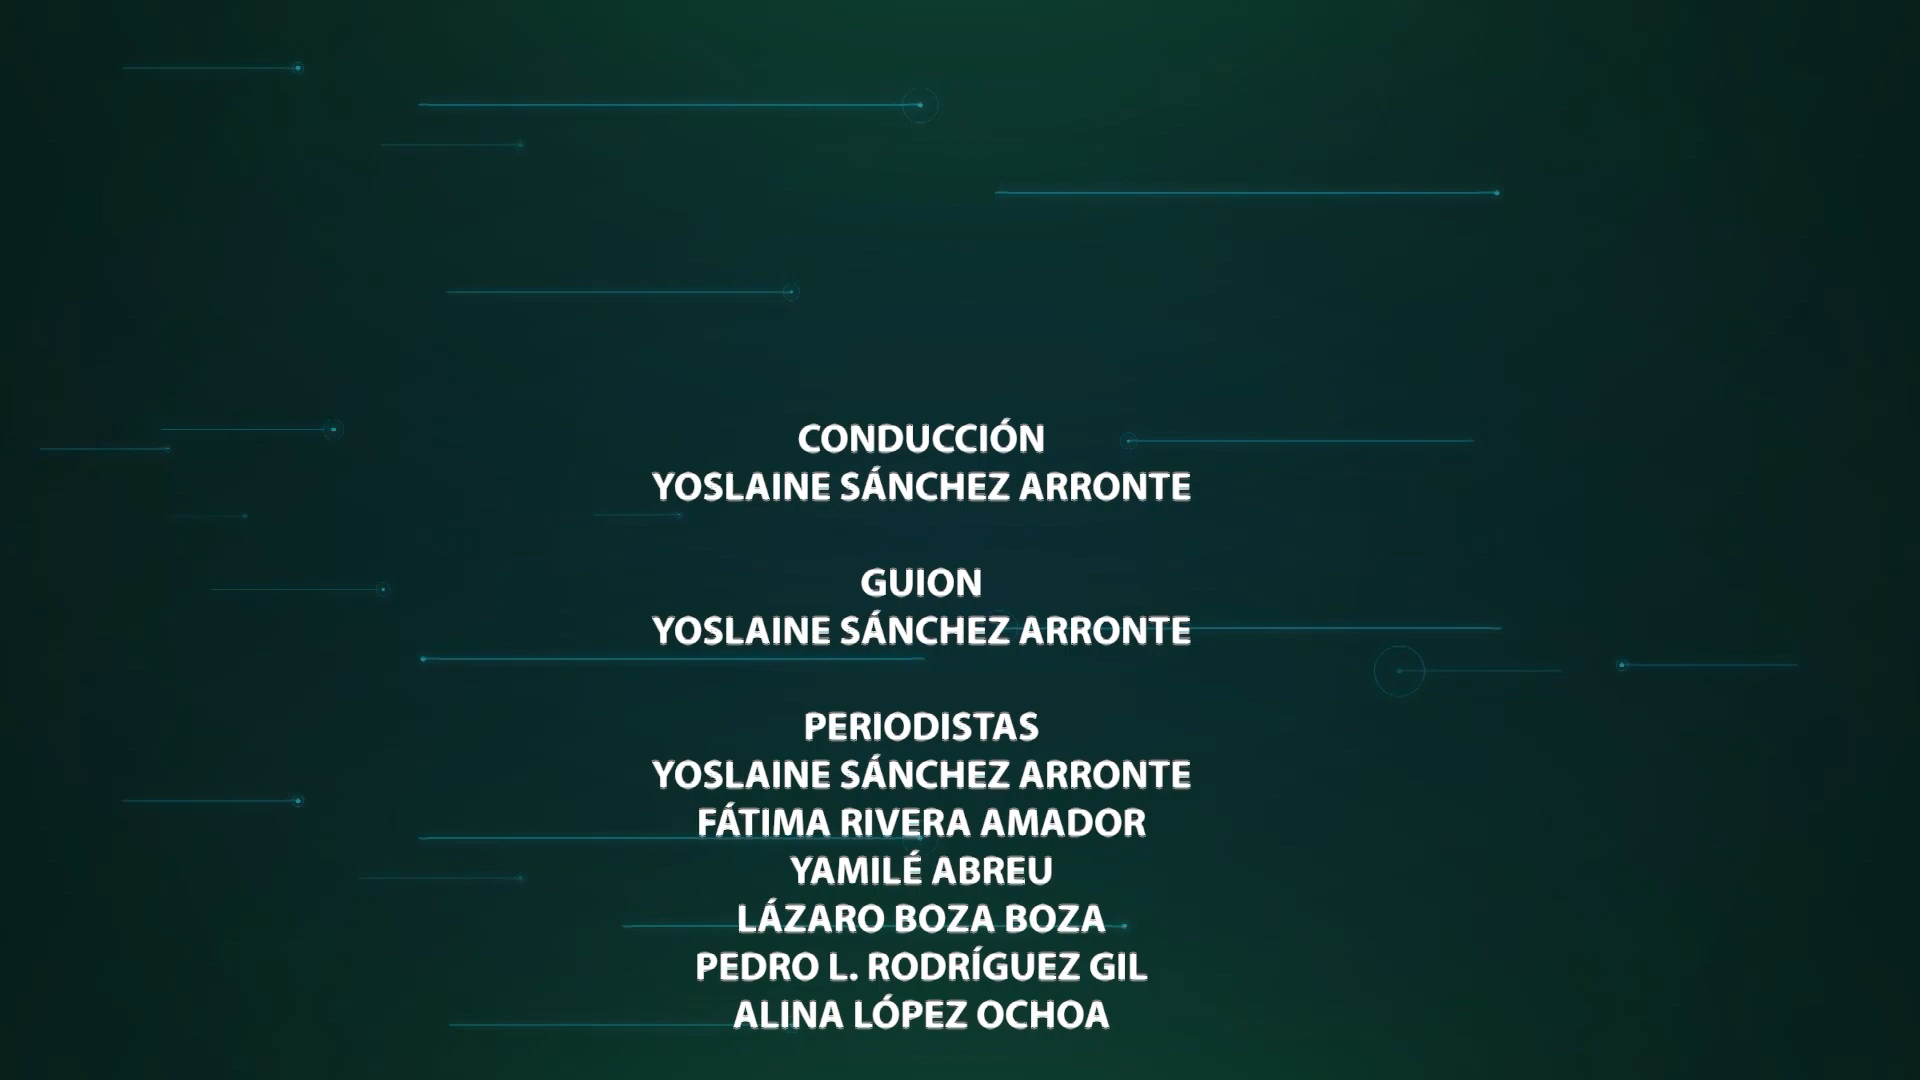 CONDUCCIÓN
YOSLAINE SÁNCHEZ ARRONTE
GUION
YOSLAINE SÁNCHEZ ARRONTE
PERIODISTAS
YOSLAINE SÁNCHEZ ARRONTE
FÁTIMA RIVERA AMADOR
YAMILÉ ABREU
LÁZARO BOZA BOZA
PEDRO L. RODRÍGUEZ GIL
ALINA LÓPEZ OCHOA